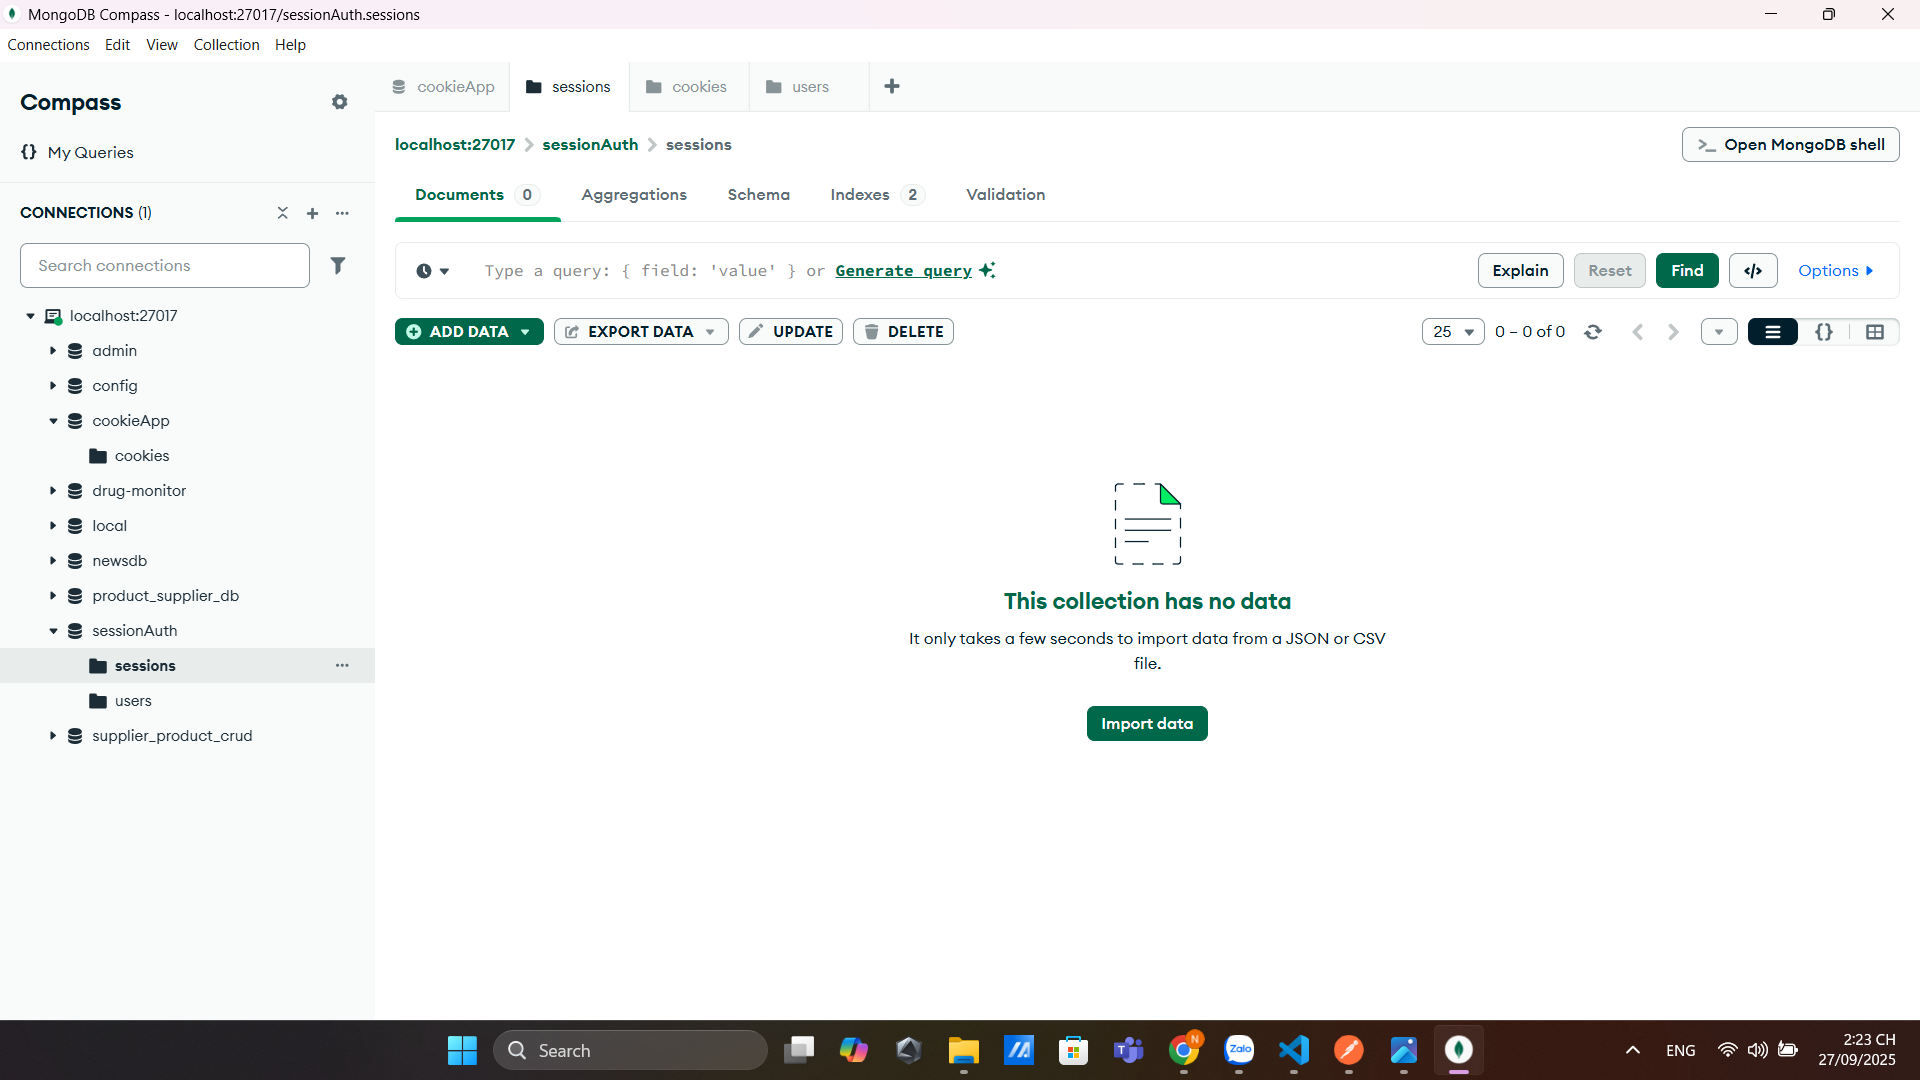 MongoDB Compass - localhost:27017/sessionAuth.sessions
Connections Edit View Collection Help
Compass
{} My Queries
CONNECTIONS (1)
Search connections
localhost:27017
admin
config
cookieApp
cookies
drug-monitor
local
newsdb
product_supplier_db
sessionAuth
sessions
users
supplier_product_crud
cookieApp sessions cookies users
localhost:27017 sessionAuth sessions
>_ Open MongoDB shell
Documents 0 Aggregations Schema Indexes 2 Validation
Type a query: { field: 'value' } or Generate query
Explain Reset Find </> Options
ADD DATA EXPORT DATA UPDATE DELETE
25 0 – 0 of 0 {}
This collection has no data
It only takes a few seconds to import data from a JSON or CSV
file.
Import data
Search
N
Zalo
T
ENG
2:23 CH
27/09/2025